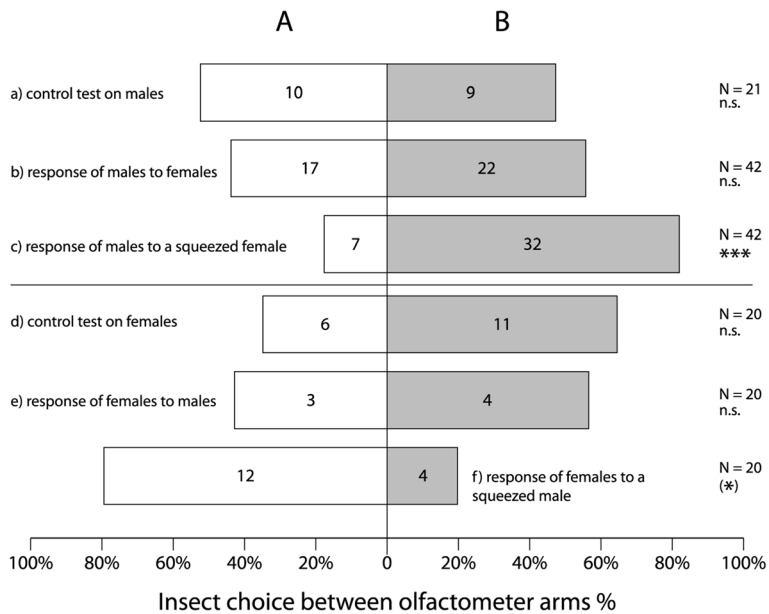 A B
a) control test on males 10 9 N = 21
n.s.
b) response of males to females 17 22 N = 42
n.s.
c) response of males to a squeezed female 7 32 N = 42
***
d) control test on females 6 11 N = 20
n.s.
e) response of females to males 3 4 N = 20
n.s.
12 4 f) response of females to a N = 20
squeezed male (*)
100% 80% 60% 40% 20% 0 20% 40% 60% 80% 100%
Insect choice between olfactometer arms %